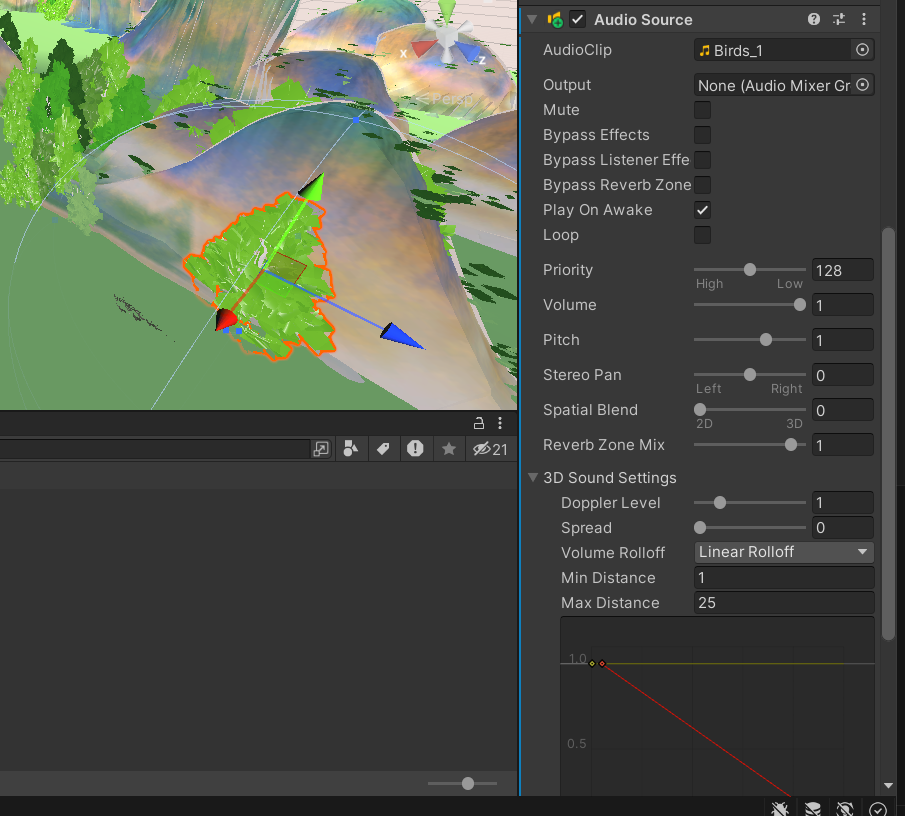 Audio Source
AudioClip Birds_1
Output None (Audio Mixer Gr
Mute
Bypass Effects
Bypass Listener Effe
Bypass Reverb Zone
Play On Awake
Loop
Priority 128
High Low
Volume 1
Pitch 1
Stereo Pan 0
Left Right
Spatial Blend 0
2D 3D
Reverb Zone Mix 1
3D Sound Settings
Doppler Level 1
Spread 0
Volume Rolloff Linear Rolloff
Min Distance 1
Max Distance 25
1.0
0.5
x
z
Persp
21